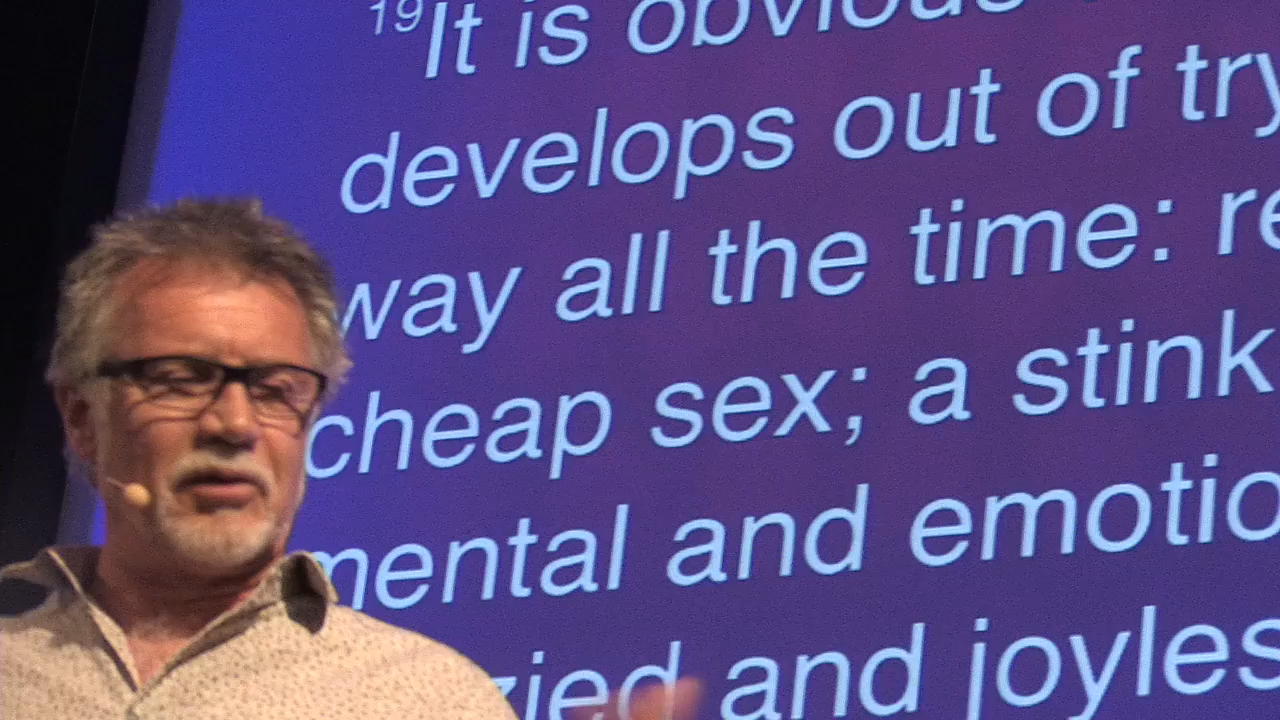 19It is obvious
develops out of try
way all the time: re
cheap sex; a stink
mental and emotio
zied and joyles